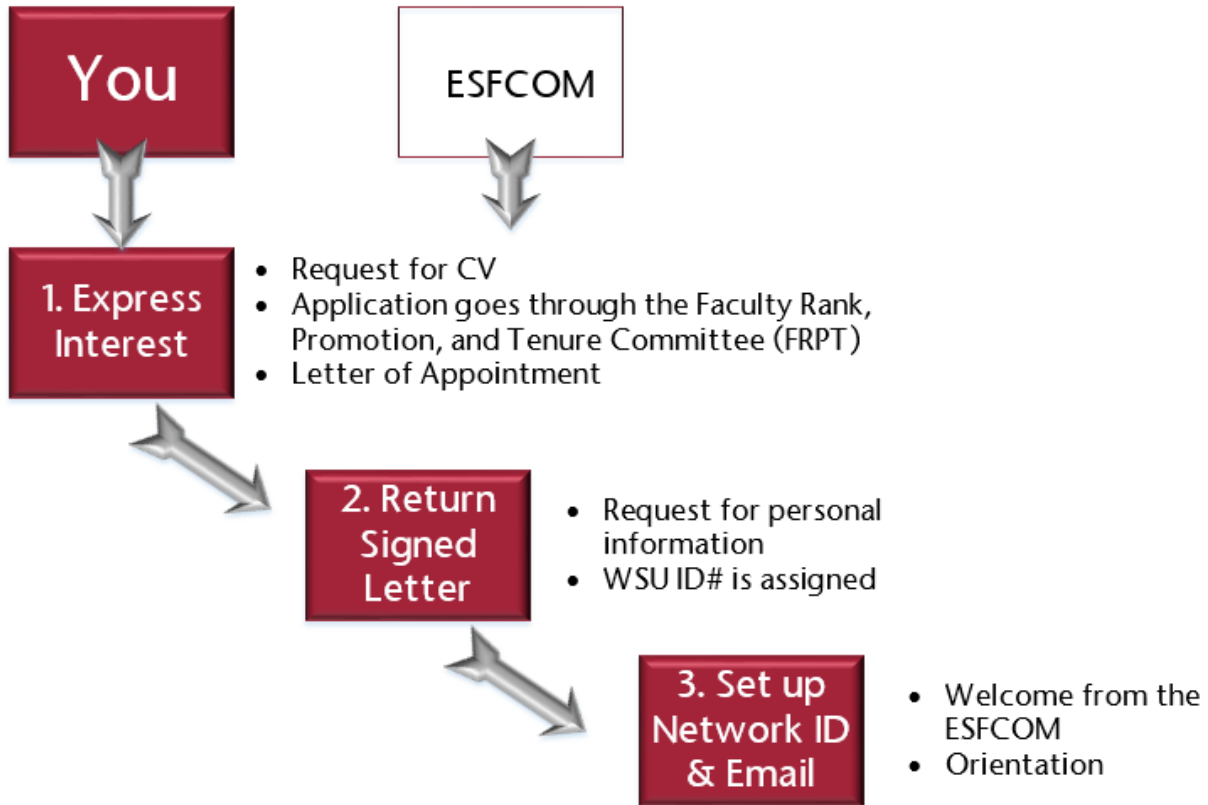 You
ESFCOM
1. Express
Interest
• Request for CV
• Application goes through the Faculty Rank,
Promotion, and Tenure Committee (FRPT)
• Letter of Appointment
2. Return
Signed
Letter
• Request for personal
information
• WSU ID# is assigned
3. Set up
Network ID
& Email
• Welcome from the
ESFCOM
• Orientation